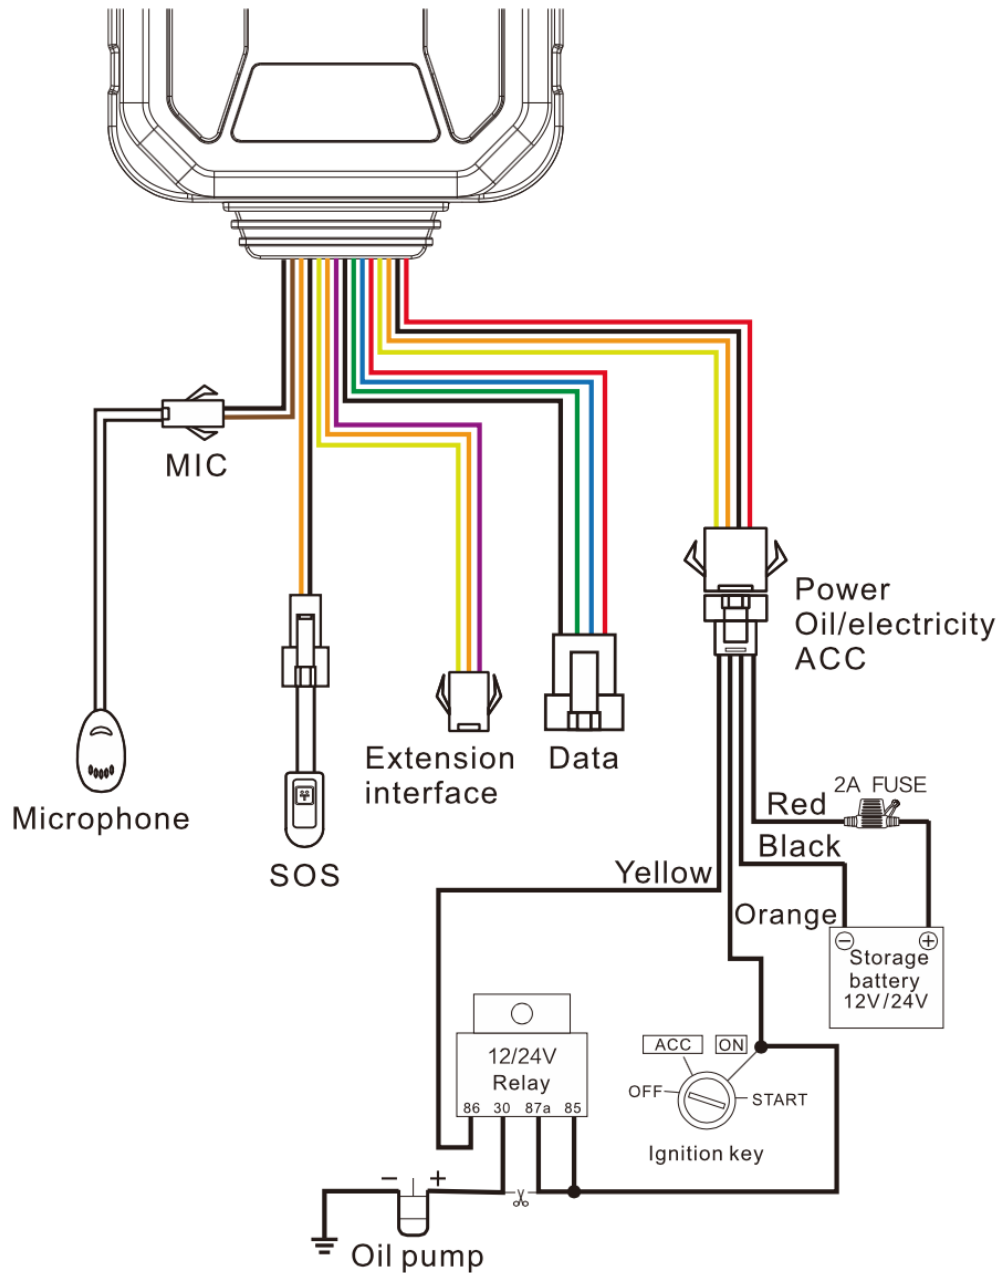 MIC
Power
Oil/electricity
ACC
Extension
interface
Data
2A FUSE
Red
Microphone
Black
SOS
Yellow
Orange
− +
Storage
battery
12V/24V
12/24V
Relay
86 30 87a 85
ACC ON
OFF START
Ignition key
− +
Oil pump